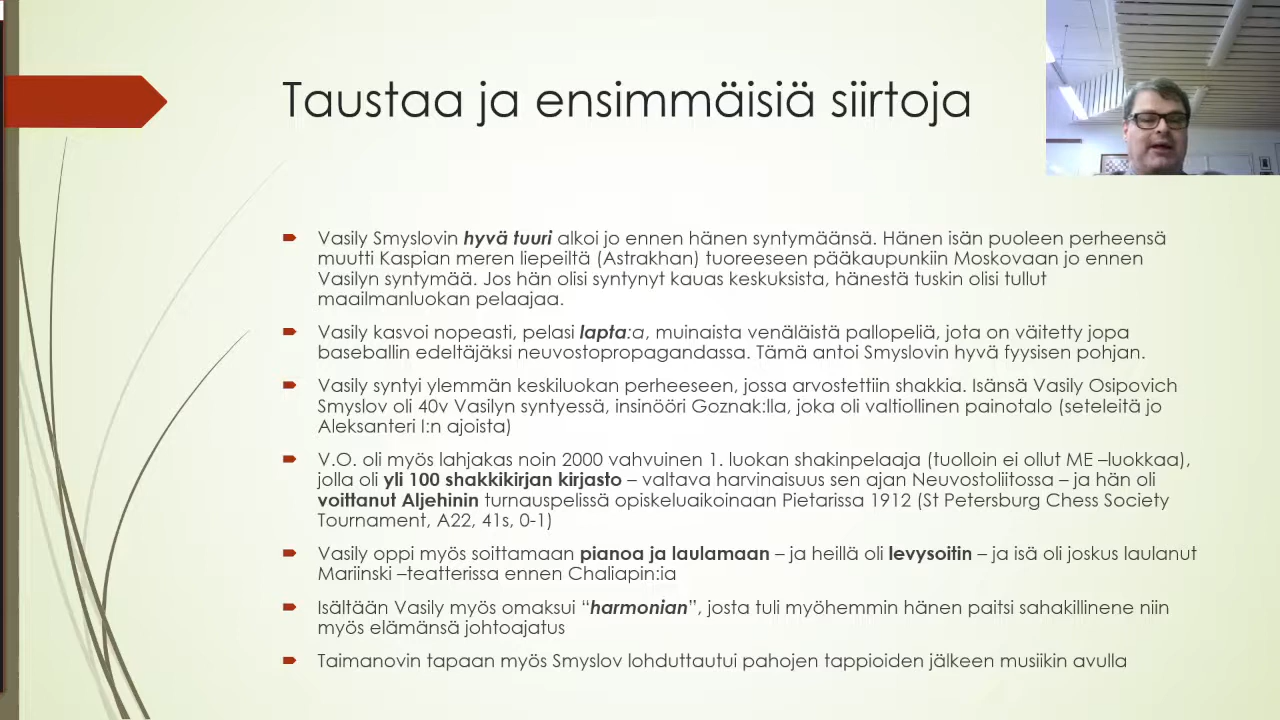 Taustaa ja ensimmäisiä siirtoja
Vasily Smyslovin hyvä tuuri alkoi jo ennen hänen syntymäänsä. Hänen isän puoleen perheensä
muutti Kaspian meren liepeiltä (Astrakhan) tuoreeseen pääkaupunkiin Moskovaan jo ennen
Vasilyn syntymää. Jos hän olisi syntynyt kauas keskuksista, hänestä tuskin olisi tullut
maailmanluokan pelaajaa.
Vasily kasvoi nopeasti, pelasi lapta:a, muinaista venäläistä pallopeliä, jota on väitetty jopa
baseballin edeltäjäksi neuvostopropagandassa. Tämä antoi Smyslovin hyvä fyysisen pohjan.
Vasily syntyi ylemmän keskiluokan perheeseen, jossa arvostettiin shakkia. Isänsä Vasily Osipovich
Smyslov oli 40v Vasilyn syntyessä, insinööri Goznak:lla, joka oli valtiollinen painotalo (seteleitä jo
Aleksanteri I:n ajoista)
V.O. oli myös lahjakas noin 2000 vahvuinen 1. luokan shakinpelaaja (tuolloin ei ollut ME –luokkaa),
jolla oli yli 100 shakkikirjan kirjasto – valtava harvinaisuus sen ajan Neuvostoliitossa – ja hän oli
voittanut Aljehinin turnauspelissä opiskeluaikoinaan Pietarissa 1912 (St Petersburg Chess Society
Tournament, A22, 41s, 0-1)
Vasily oppi myös soittamaan pianoa ja laulamaan – ja heillä oli levysoitin – ja isä oli joskus laulanut
Mariinski –teatterissa ennen Chaliapin:ia
Isältään Vasily myös omaksui “harmonian”, josta tuli myöhemmin hänen paitsi sahakillinene niin
myös elämänsä johtoajatus
Taimanovin tapaan myös Smyslov lohduttautui pahojen tappioiden jälkeen musiikin avulla